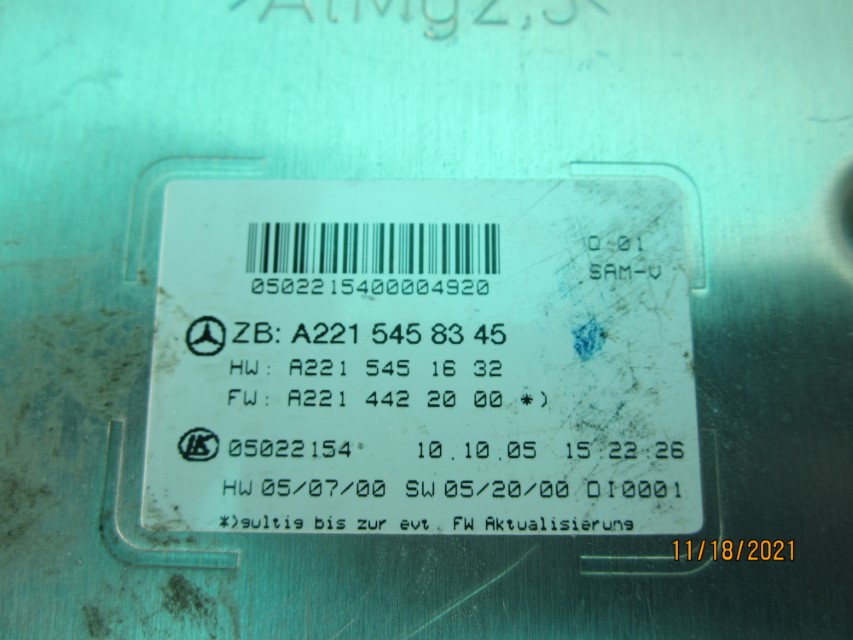 >AlMg2,5<
Q 01
SAM-V
0502215400004920
ZB: A221 545 83 45
HW: A221 545 16 32
FW: A221 442 20 00 *)
05022154 10.10.05 15:22:26
HW 05/07/00 SW 05/20/00 DI0001
*)gultig bis zur evt. FW Aktualisierung
11/18/2021